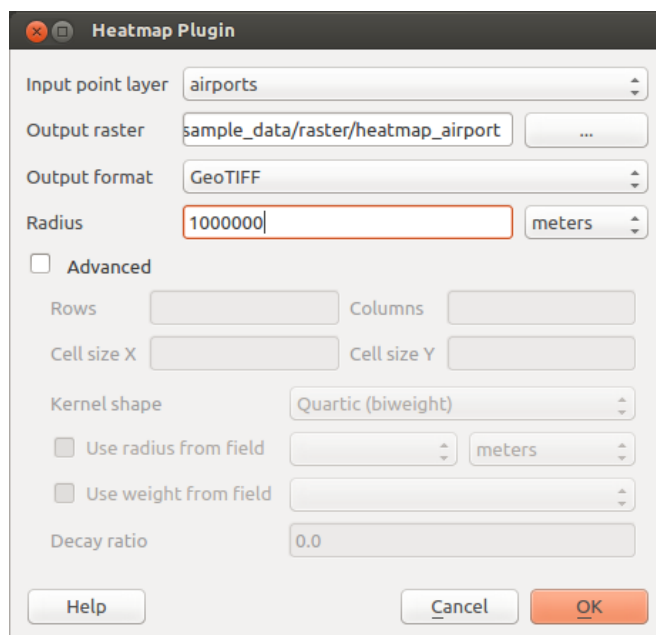 Heatmap Plugin
Input point layer airports
Output raster sample_data/raster/heatmap_airport ...
Output format GeoTIFF
Radius 1000000 meters
Advanced
Rows Columns
Cell size X Cell size Y
Kernel shape Quartic (biweight)
Use radius from field meters
Use weight from field
Decay ratio 0.0
Help Cancel OK